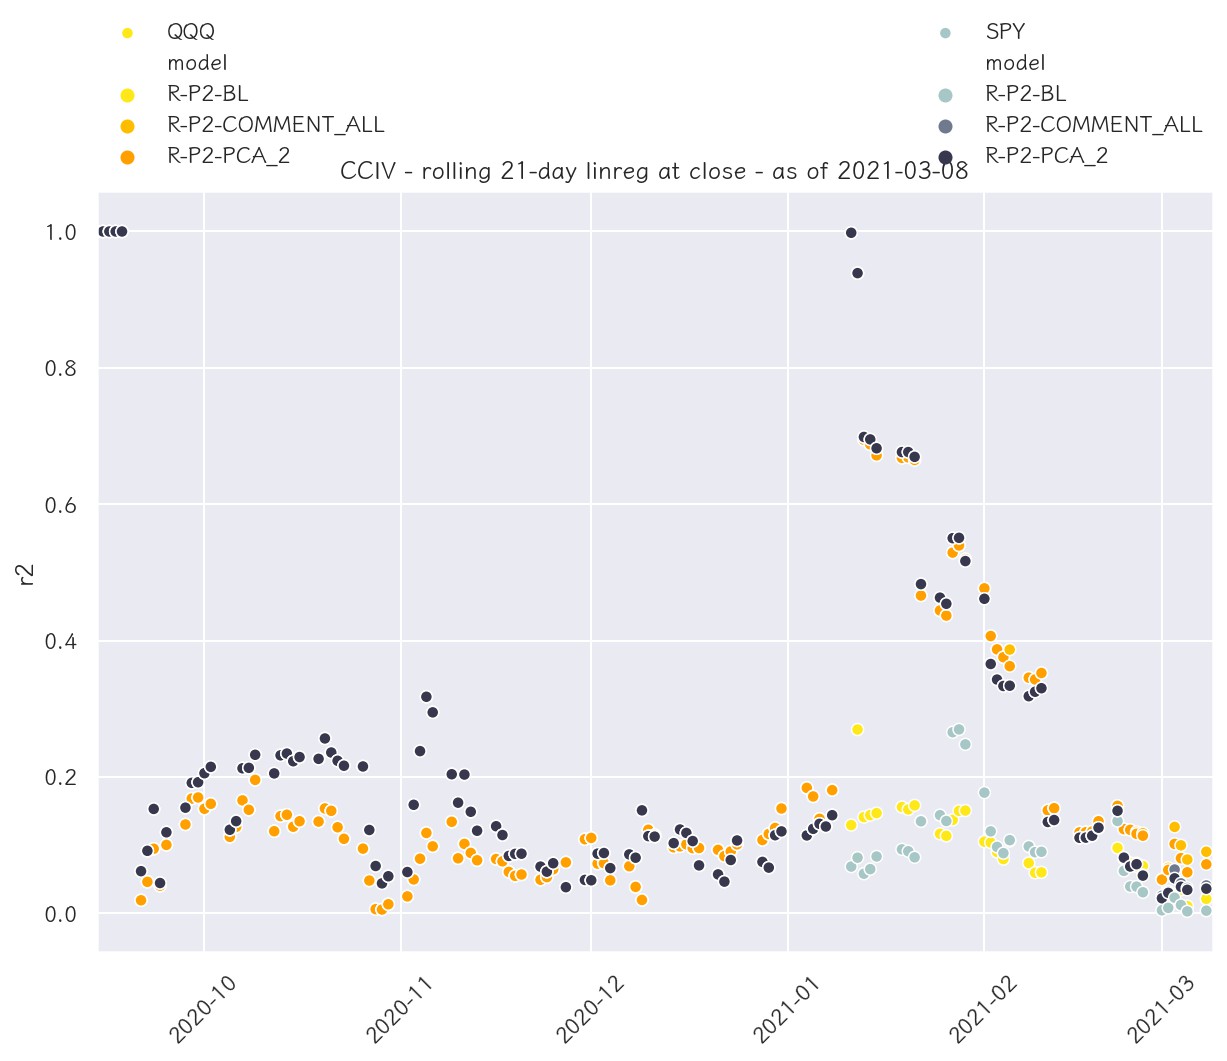 QQQ
model
R-P2-BL
R-P2-COMMENT_ALL
R-P2-PCA_2
SPY
model
R-P2-BL
R-P2-COMMENT_ALL
R-P2-PCA_2
CCIV - rolling 21-day linreg at close - as of 2021-03-08
1.0
0.8
0.6
0.4
0.2
0.0
r2
2020-10
2020-11
2020-12
2021-01
2021-02
2021-03